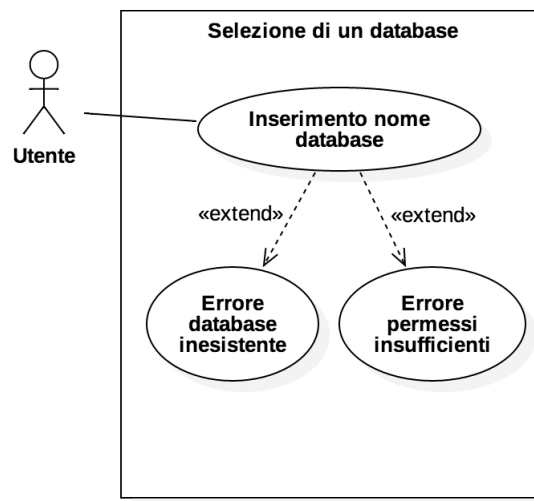 Selezione di un database
Inserimento nome
database
Utente
«extend»
«extend»
Errore
database
inesistente
Errore
permessi
insufficienti